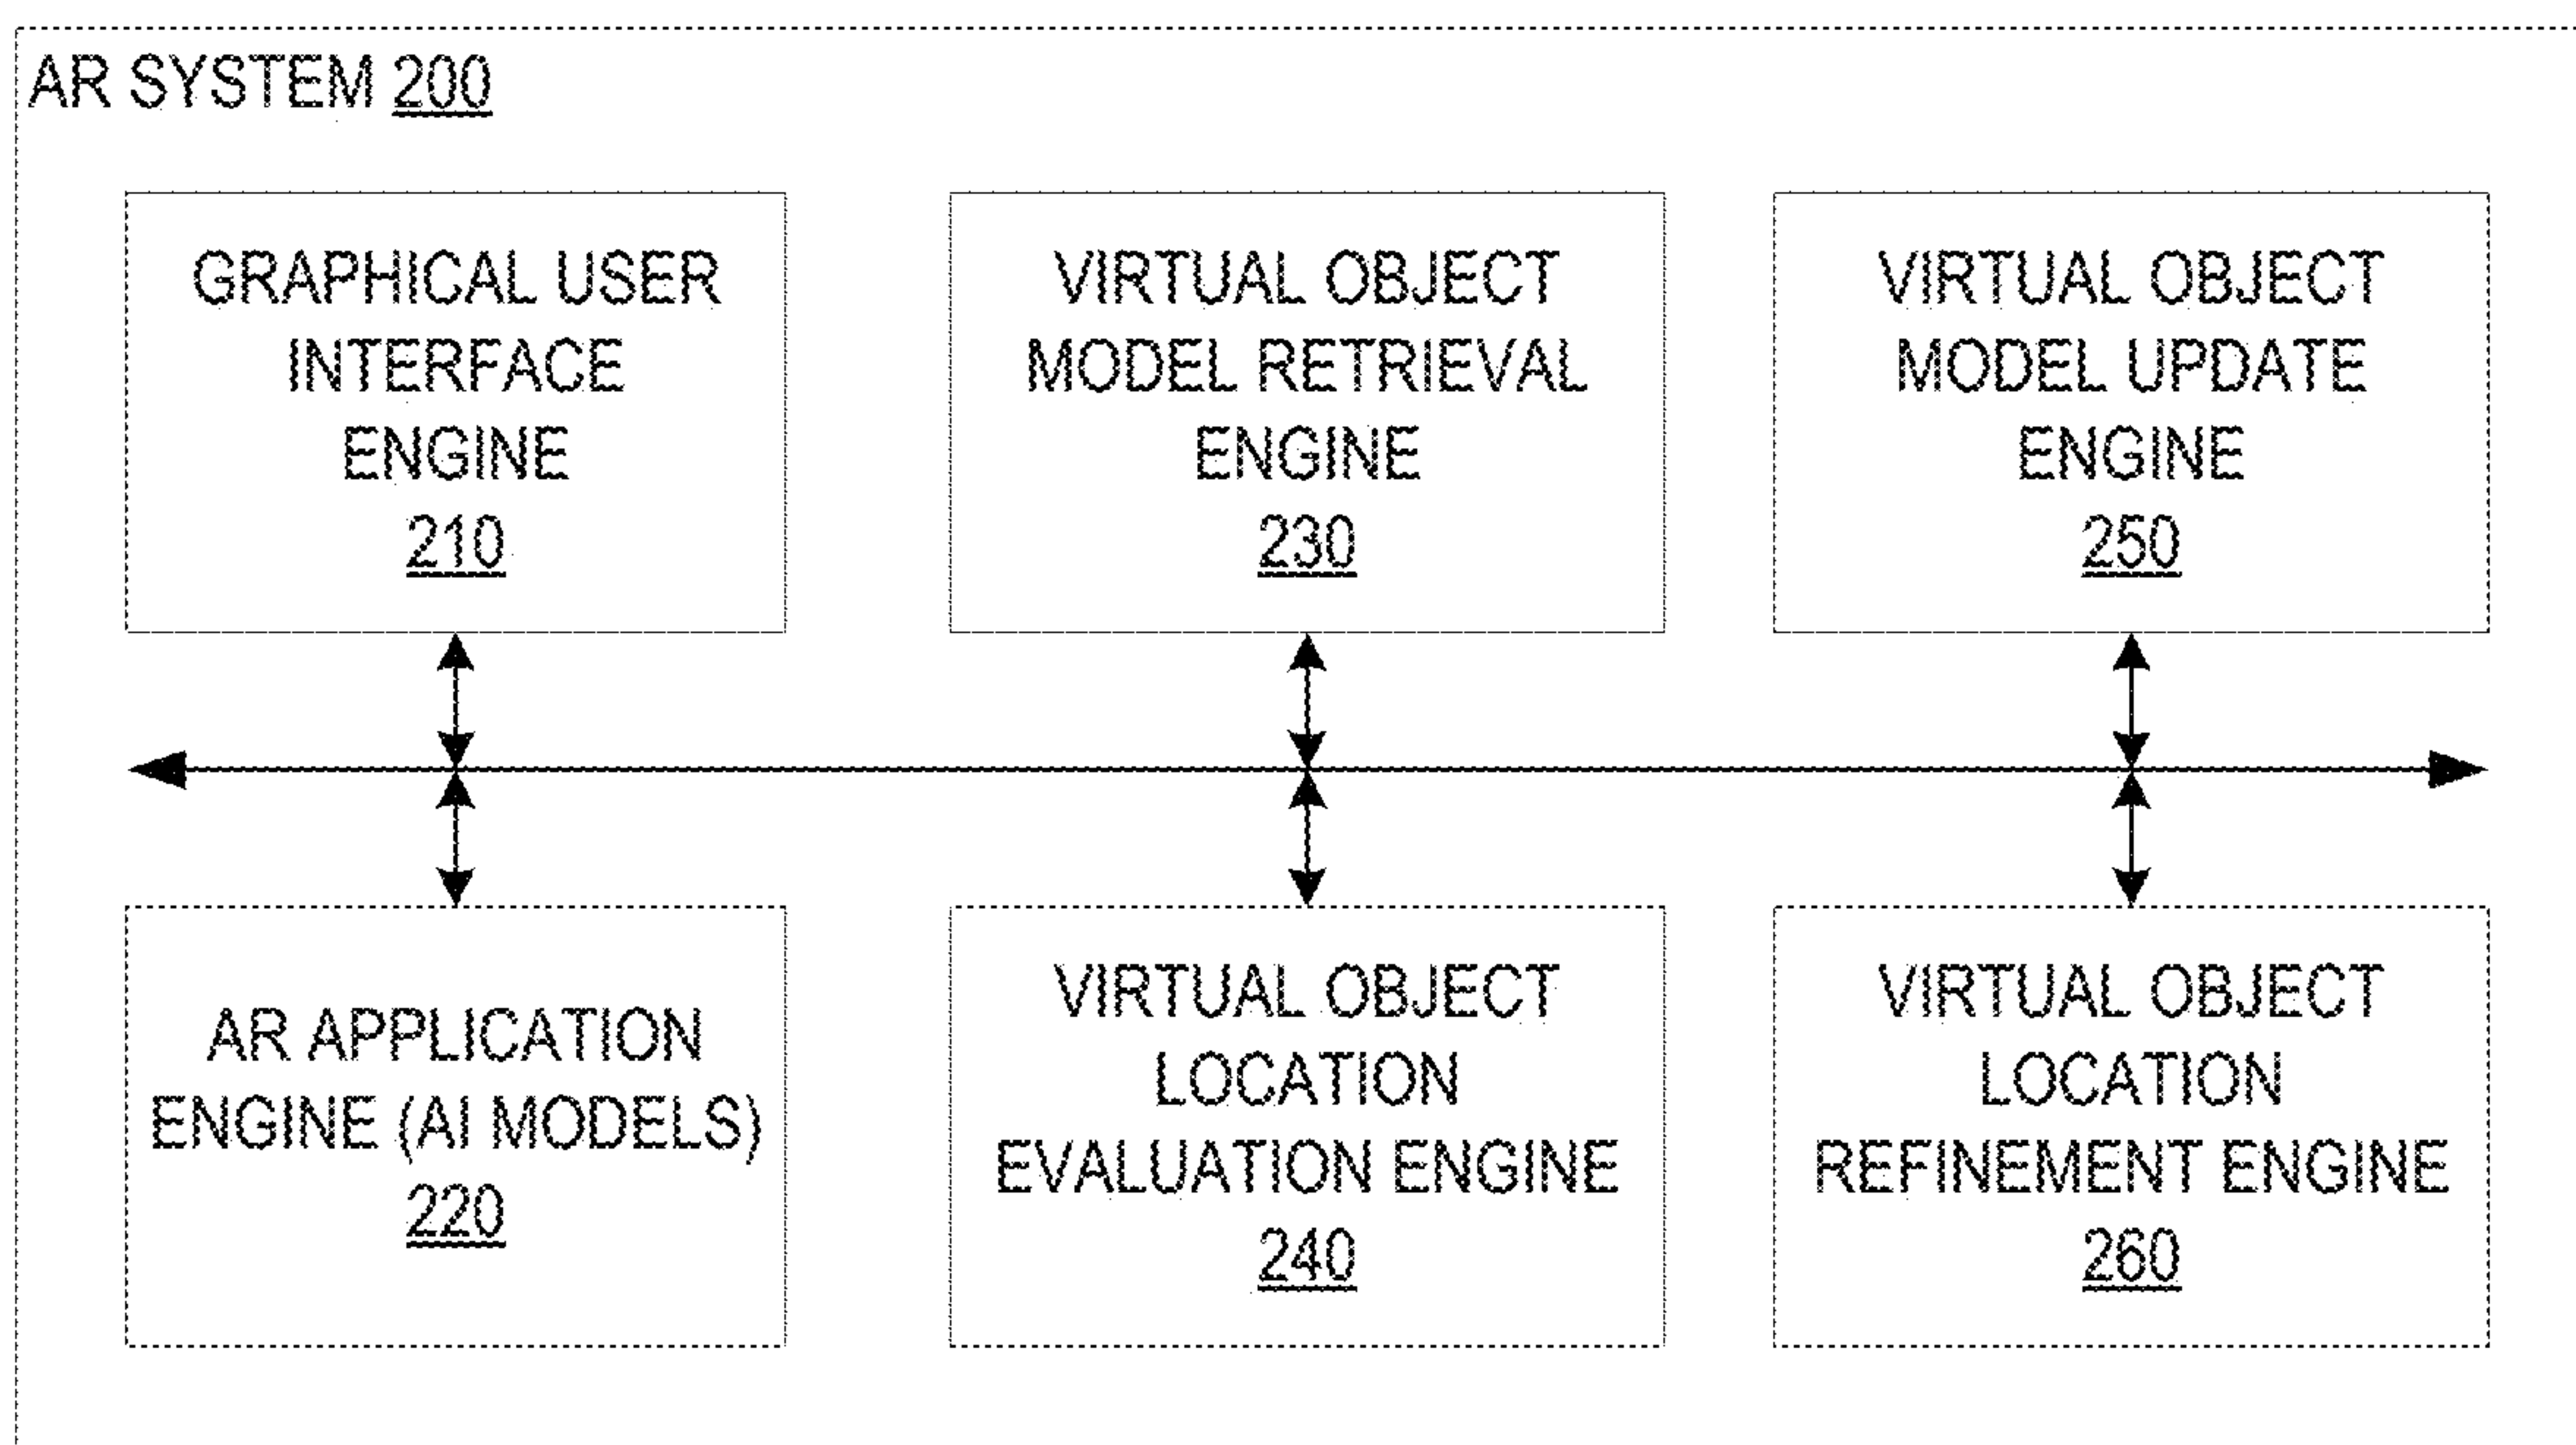 AR SYSTEM 200
GRAPHICAL USER
INTERFACE
ENGINE
210
VIRTUAL OBJECT
MODEL RETRIEVAL
ENGINE
230
VIRTUAL OBJECT
MODEL UPDATE
ENGINE
250
AR APPLICATION
ENGINE (AI MODELS)
220
VIRTUAL OBJECT
LOCATION
EVALUATION ENGINE
240
VIRTUAL OBJECT
LOCATION
REFINEMENT ENGINE
260